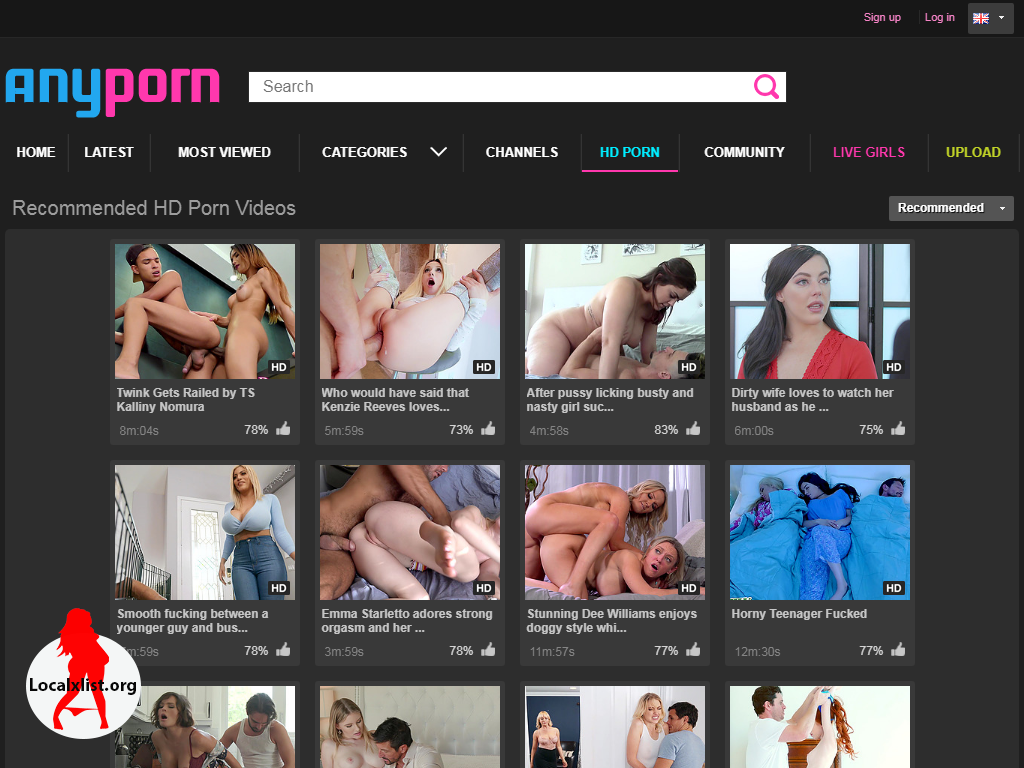 Sign up
Log in
anyporn
Search
HOME
LATEST
MOST VIEWED
CATEGORIES
CHANNELS
HD PORN
COMMUNITY
LIVE GIRLS
UPLOAD
Recommended HD Porn Videos
Recommended
HD
HD
HD
HD
Twink Gets Railed by TS
Kalliny Nomura
8m:04s
78%
Who would have said that
Kenzie Reeves loves...
5m:59s
73%
After pussy licking busty and
nasty girl suc...
4m:58s
83%
Dirty wife loves to watch her
husband as he ...
6m:00s
75%
HD
HD
HD
HD
Smooth fucking between a
younger guy and bus...
m:59s
78%
Emma Starletto adores strong
orgasm and her ...
3m:59s
78%
Stunning Dee Williams enjoys
doggy style whi...
11m:57s
77%
Horny Teenager Fucked
12m:30s
77%
Localxlist.org